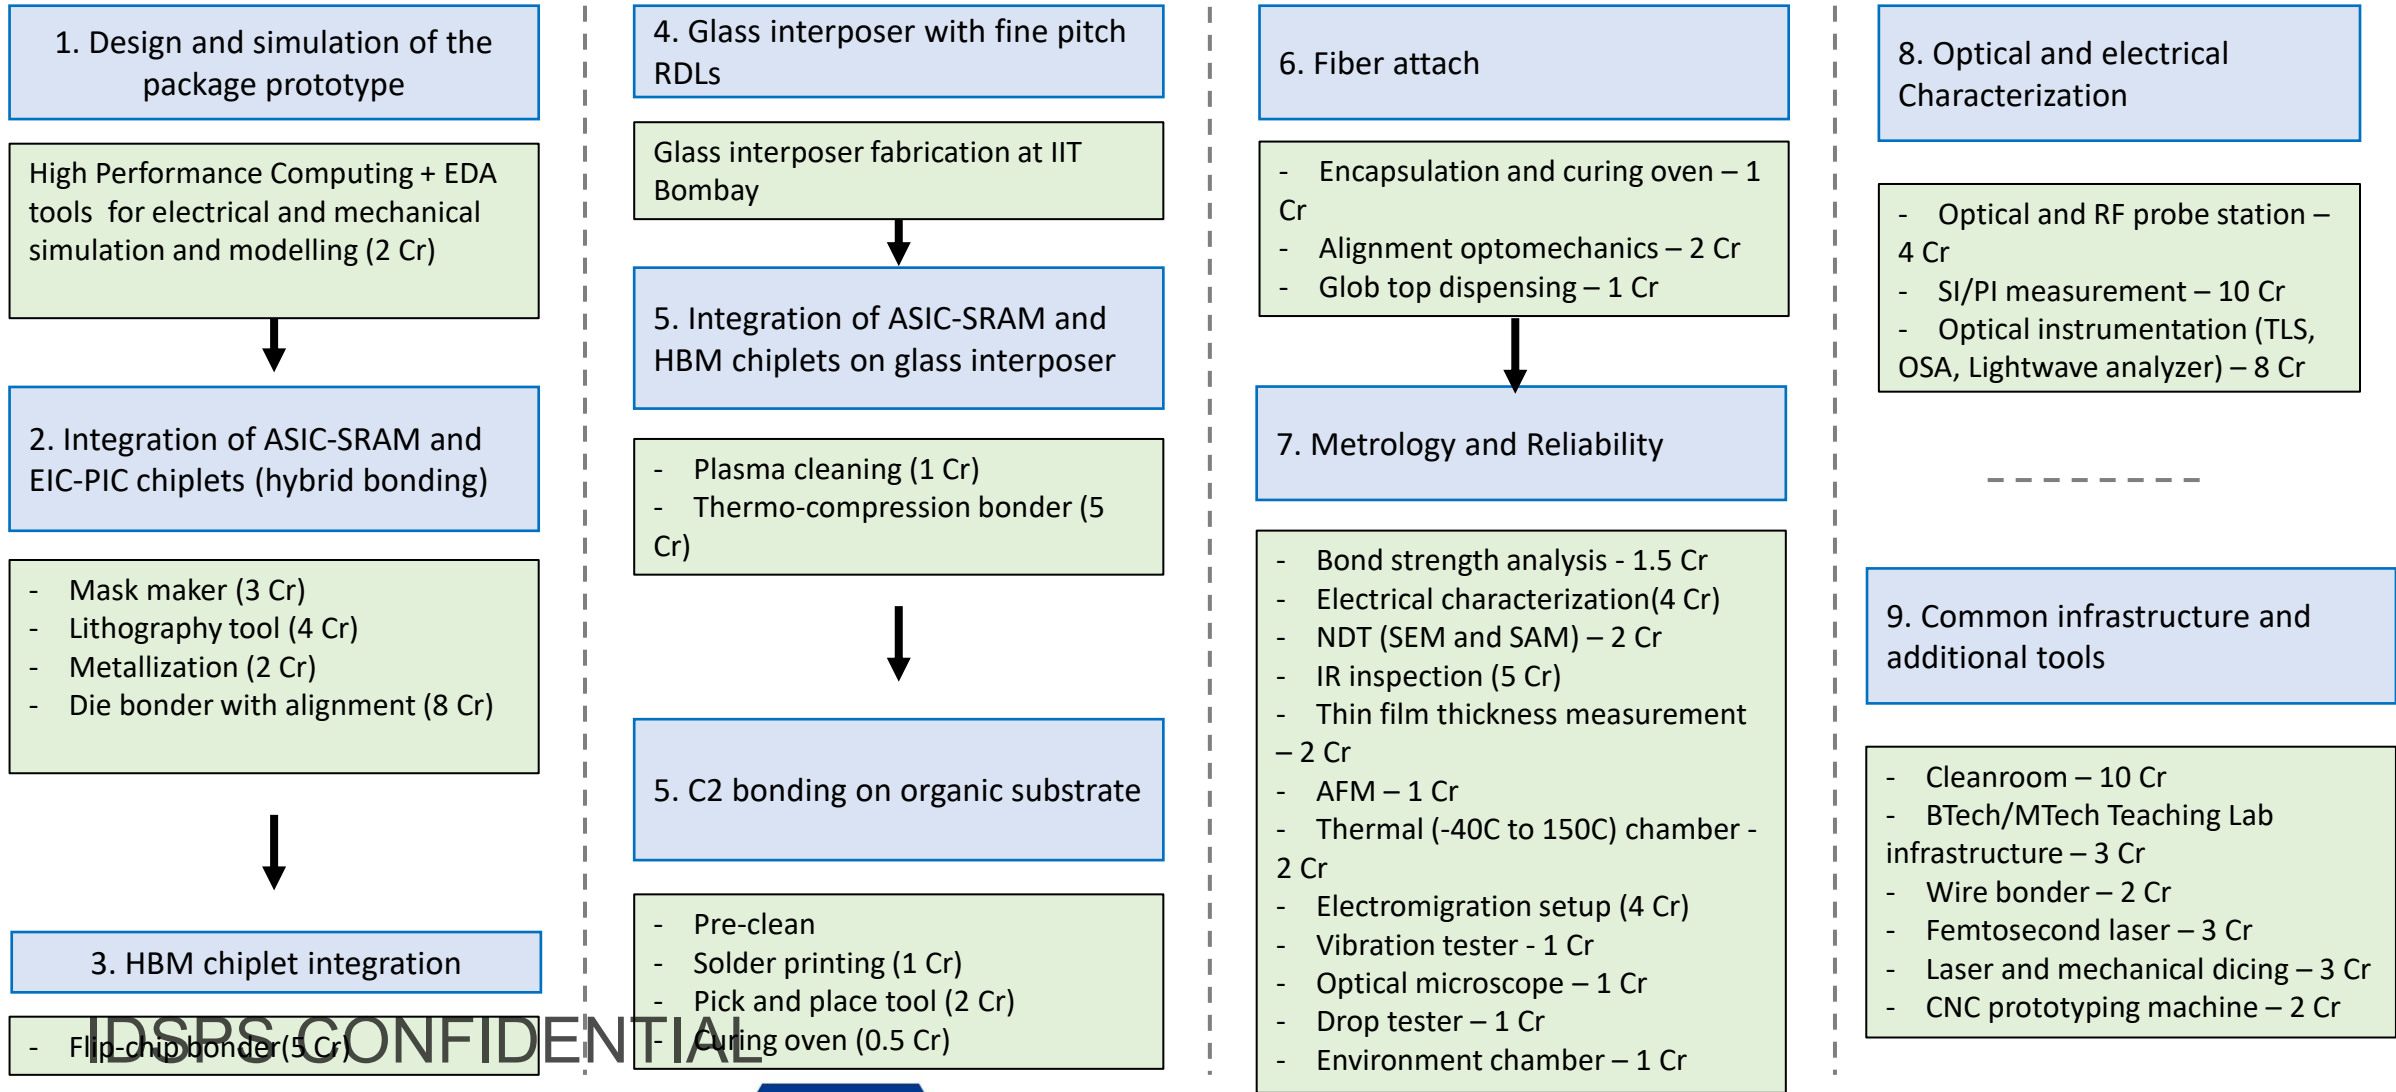 1. Design and simulation of the
package prototype
High Performance Computing + EDA
tools for electrical and mechanical
simulation and modelling (2 Cr)
2. Integration of ASIC-SRAM and
EIC-PIC chiplets (hybrid bonding)
- Mask maker (3 Cr)
- Lithography tool (4 Cr)
- Metallization (2 Cr)
- Die bonder with alignment (8 Cr)
3. HBM chiplet integration
- Flip-chip bonder(5 Cr)
4. Glass interposer with fine pitch
RDLs
Glass interposer fabrication at IIT
Bombay
5. Integration of ASIC-SRAM and
HBM chiplets on glass interposer
- Plasma cleaning (1 Cr)
- Thermo-compression bonder (5
Cr)
5. C2 bonding on organic substrate
- Pre-clean
- Solder printing (1 Cr)
- Pick and place tool (2 Cr)
- Curing oven (0.5 Cr)
6. Fiber attach
- Encapsulation and curing oven – 1
Cr
- Alignment optomechanics – 2 Cr
- Glob top dispensing – 1 Cr
7. Metrology and Reliability
- Bond strength analysis - 1.5 Cr
- Electrical characterization(4 Cr)
- NDT (SEM and SAM) – 2 Cr
- IR inspection (5 Cr)
- Thin film thickness measurement
– 2 Cr
- AFM – 1 Cr
- Thermal (-40C to 150C) chamber -
2 Cr
- Electromigration setup (4 Cr)
- Vibration tester - 1 Cr
- Optical microscope – 1 Cr
- Drop tester – 1 Cr
- Environment chamber – 1 Cr
8. Optical and electrical
Characterization
- Optical and RF probe station –
4 Cr
- SI/PI measurement – 10 Cr
- Optical instrumentation (TLS,
OSA, Lightwave analyzer) – 8 Cr
9. Common infrastructure and
additional tools
- Cleanroom – 10 Cr
- BTech/MTech Teaching Lab
infrastructure – 3 Cr
- Wire bonder – 2 Cr
- Femtosecond laser – 3 Cr
- Laser and mechanical dicing – 3 Cr
- CNC prototyping machine – 2 Cr
IDSPS CONFIDENTIAL